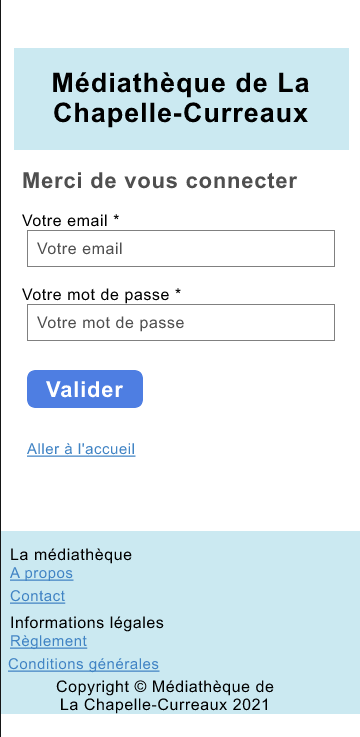 Médiathèque de La
Chapelle-Curreaux
Merci de vous connecter
Votre email *
Votre email
Votre mot de passe *
Votre mot de passe
Valider
Aller à l'accueil
La médiathèque
A propos
Contact
Informations légales
Règlement
Conditions générales
Copyright © Médiathèque de
La Chapelle-Curreaux 2021